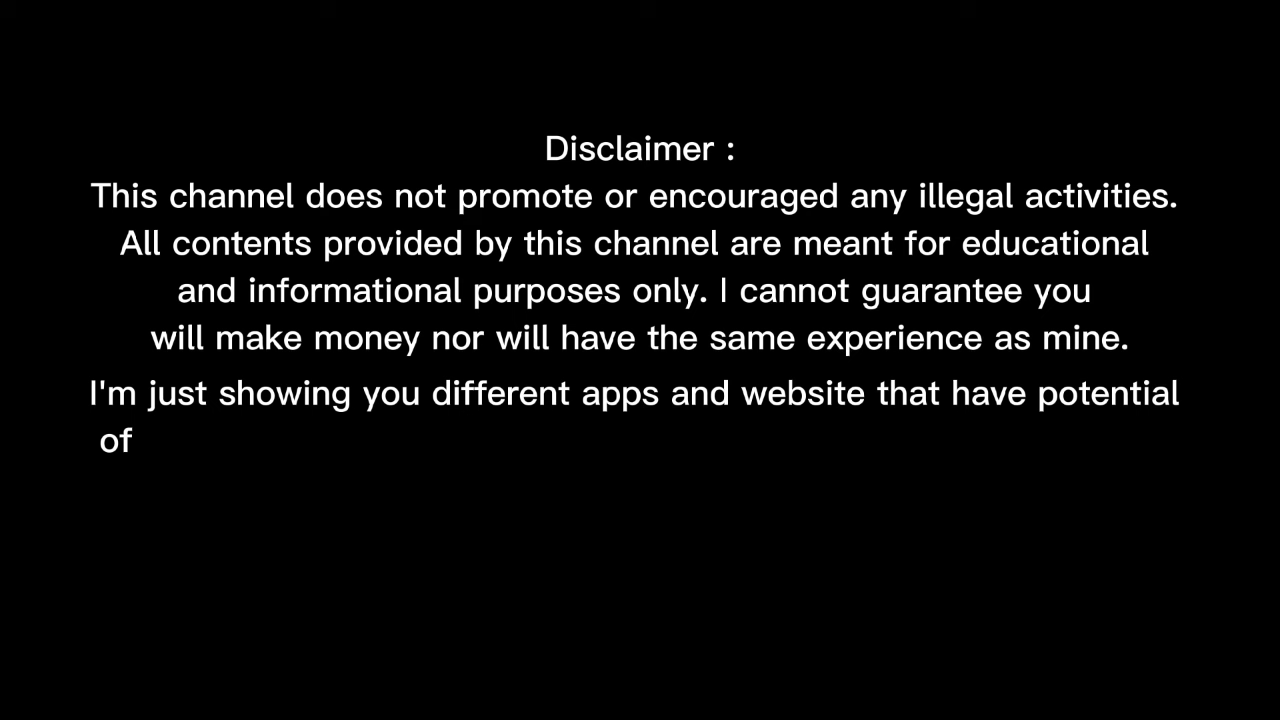 Disclaimer :
This channel does not promote or encouraged any illegal activities.
All contents provided by this channel are meant for educational
and informational purposes only. I cannot guarantee you
will make money nor will have the same experience as mine.
I'm just showing you different apps and website that have potential
of